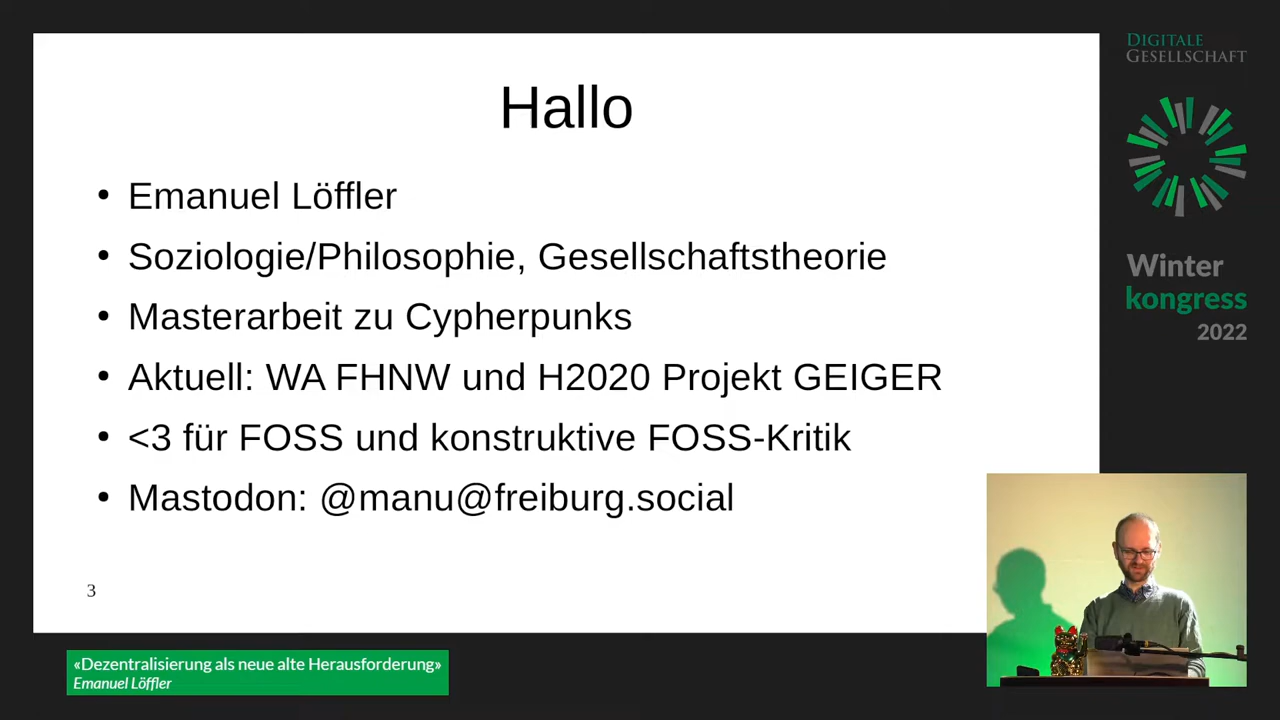 Hallo
• Emanuel Löffler
• Soziologie/Philosophie, Gesellschaftstheorie
• Masterarbeit zu Cypherpunks
• Aktuell: WA FHNW und H2020 Projekt GEIGER
• <3 für FOSS und konstruktive FOSS-Kritik
• Mastodon: @manu@freiburg.social
3
DIGITALE
GESELLSCHAFT
Winter
kongress
2022
«Dezentralisierung als neue alte Herausforderung»
Emanuel Löffler